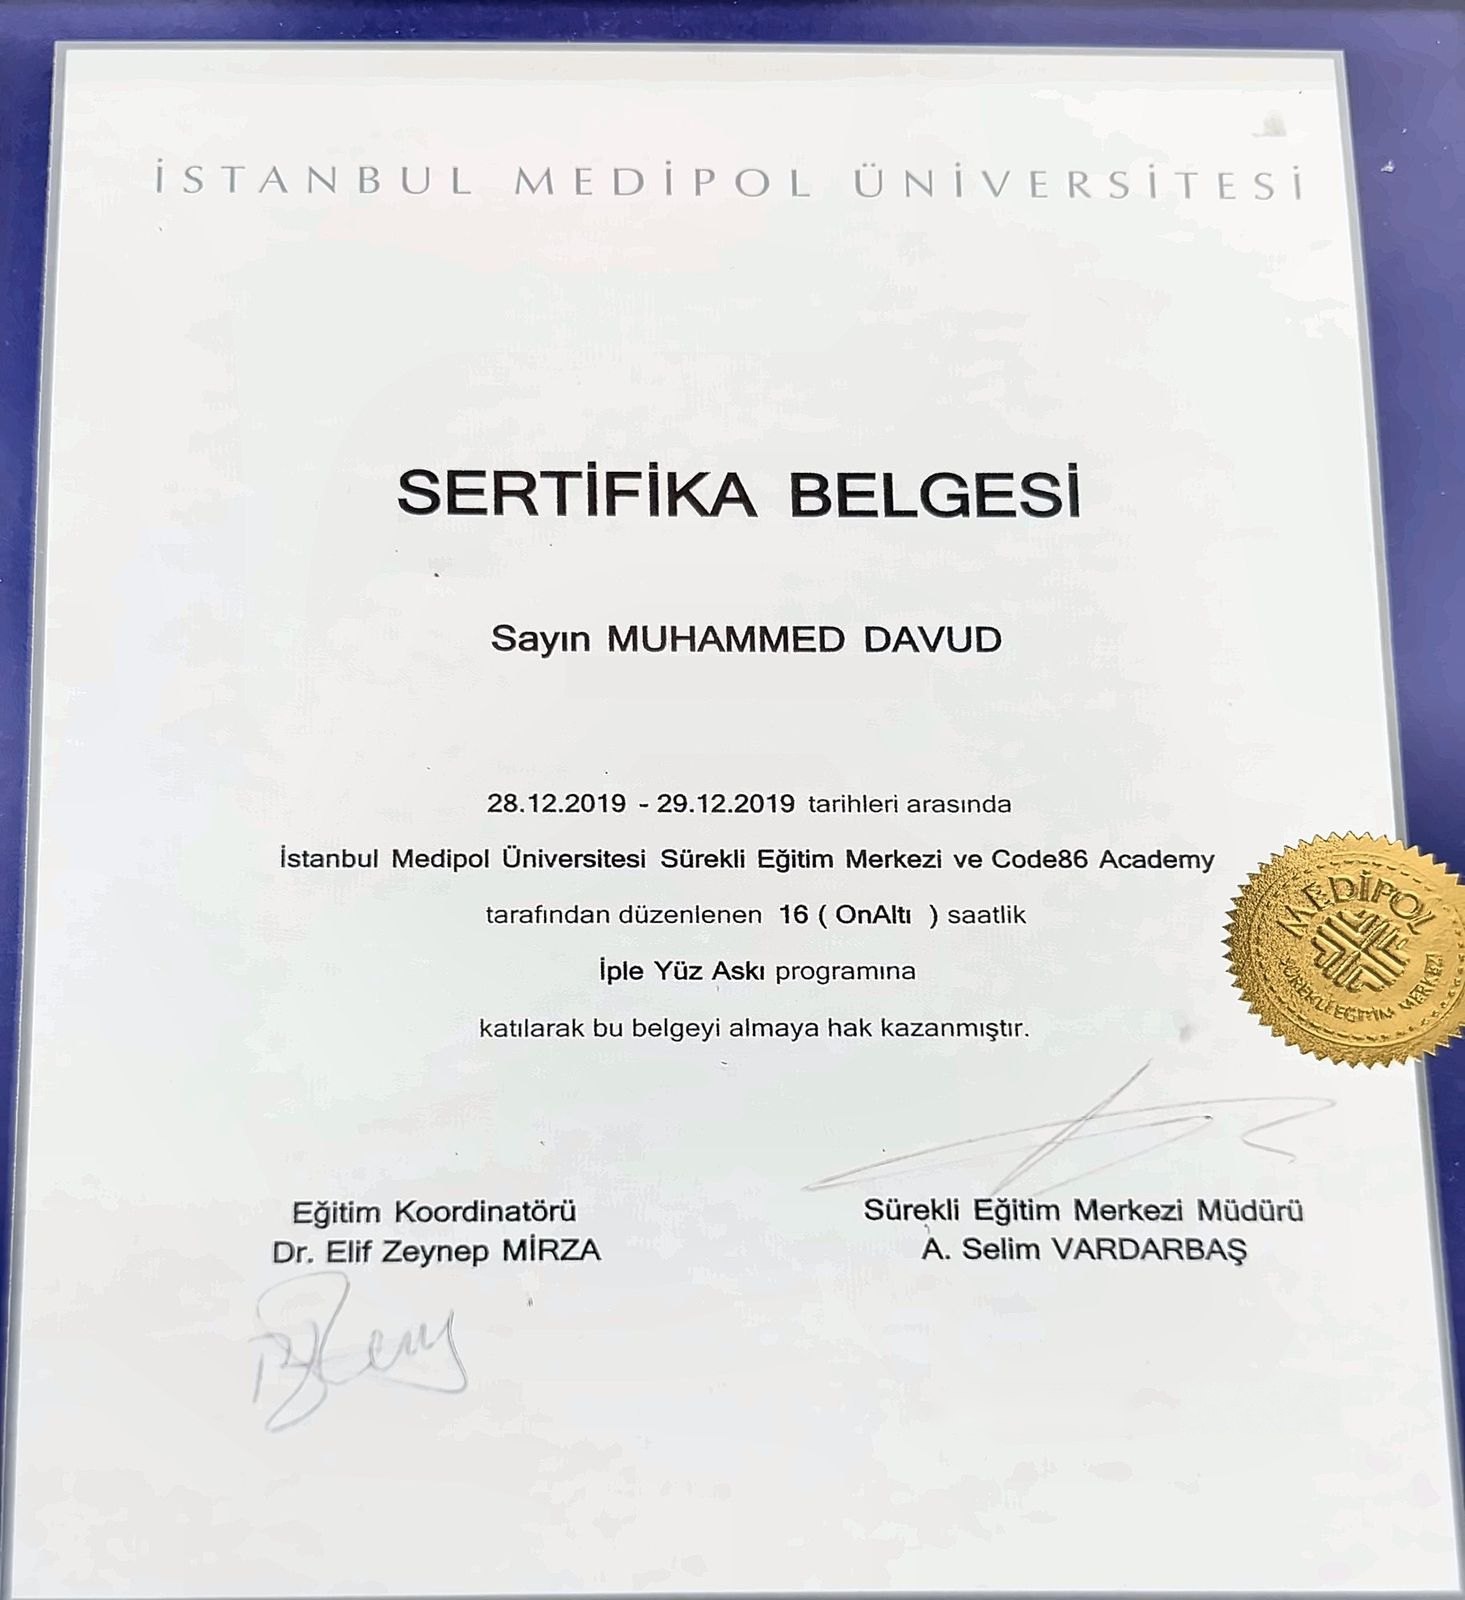 İSTANBUL MEDİPOL ÜNİVERSİTESİ
SERTİFİKA BELGESİ
Sayın MUHAMMED DAVUD
28.12.2019 - 29.12.2019 tarihleri arasında
İstanbul Medipol Üniversitesi Sürekli Eğitim Merkezi ve Code86 Academy
tarafından düzenlenen 16 ( OnAltı ) saatlik
İple Yüz Askı programına
katılarak bu belgeyi almaya hak kazanmıştır.
MEDİPOL
SÜREKLİ EĞİTİM MERKEZİ
Eğitim Koordinatörü
Dr. Elif Zeynep MİRZA
Sürekli Eğitim Merkezi Müdürü
A. Selim VARDARBAŞ